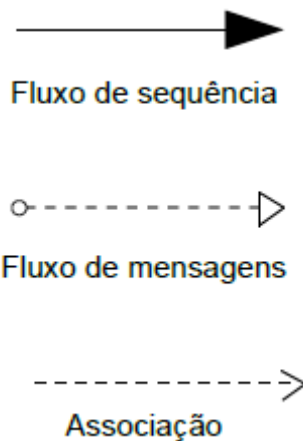 Fluxo de sequência
Fluxo de mensagens
Associação